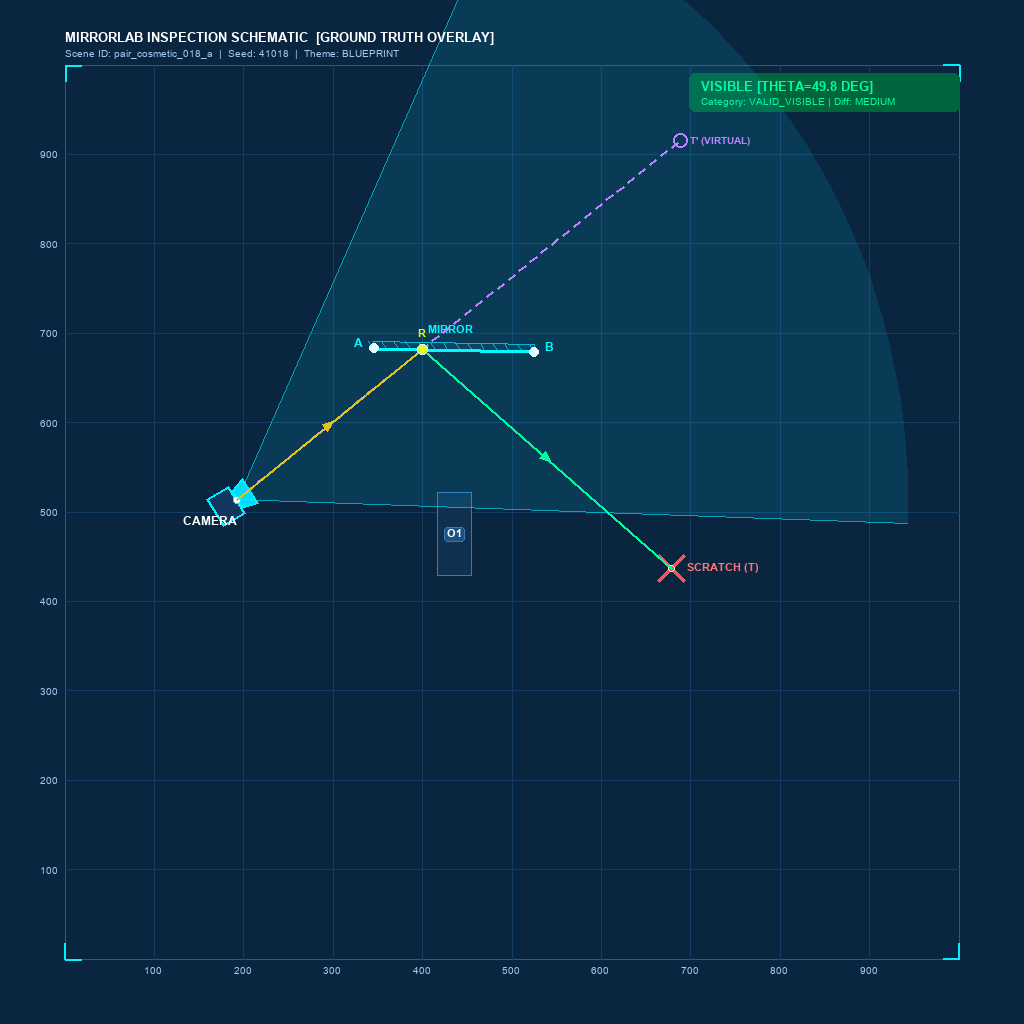 MIRRORLAB INSPECTION SCHEMATIC [GROUND TRUTH OVERLAY]
Scene ID: pair_cosmetic_018_a | Seed: 41018 | Theme: BLUEPRINT
VISIBLE [THETA=49.8 DEG]
Category: VALID_VISIBLE | Diff: MEDIUM
T' (VIRTUAL)
900
800
700
R
MIRROR
A
B
600
500
CAMERA
O1
SCRATCH (T)
400
300
200
100
100 200 300 400 500 600 700 800 900